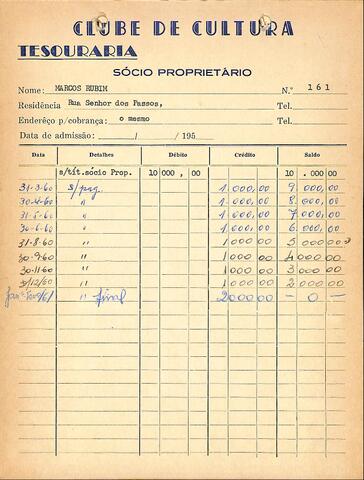 CLUBE DE CULTURA
TESOURARIA
SÓCIO PROPRIETÁRIO
Nome: MARCOS RUBIM N.º 161
Residência Rua Senhor dos Passos, Tel.
Enderêço p/cobrança: o mesmo Tel.
Data de admissão: / /195
Data Detalhes Débito Crédito Saldo
s/tít.sócio Prop. 10 000,00 10 .000,00
31-3-60 s/pag. 1.000,00 9.000,00
30-4-60 " 1.000,00 8.000,00
31-5-60 " 1.000,00 7.000,00
30-6-60 " 1.000,00 6.000,00
31-8-60 " 1000,00 5 000,00
30-9-60 " 1000,00 4000,00
30-11-60 " 1000,00 3000,00
31/12/60 " 1000,00 2000,00
/61 " final 2000,00 — 0 —